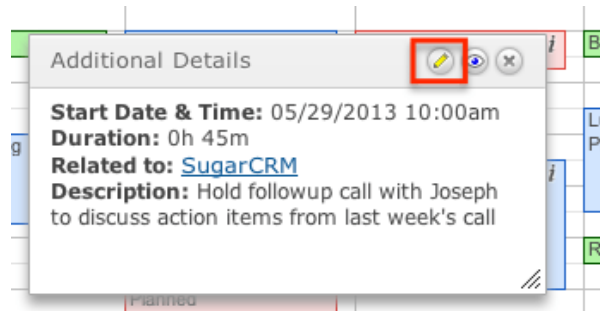 Additional Details
i
B
Start Date & Time: 05/29/2013 10:00am
Duration: 0h 45m
Related to: SugarCRM
Description: Hold followup call with Joseph
to discuss action items from last week's call
g
L
P
i
R
Planned